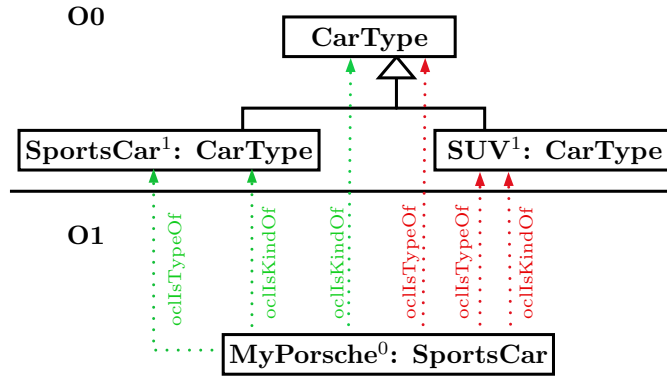 O0
CarType
SportsCar¹: CarType
SUV¹: CarType
O1
oclIsTypeOf
oclIsKindOf
oclIsKindOf
oclIsTypeOf
oclIsTypeOf
oclIsKindOf
MyPorsche⁰: SportsCar